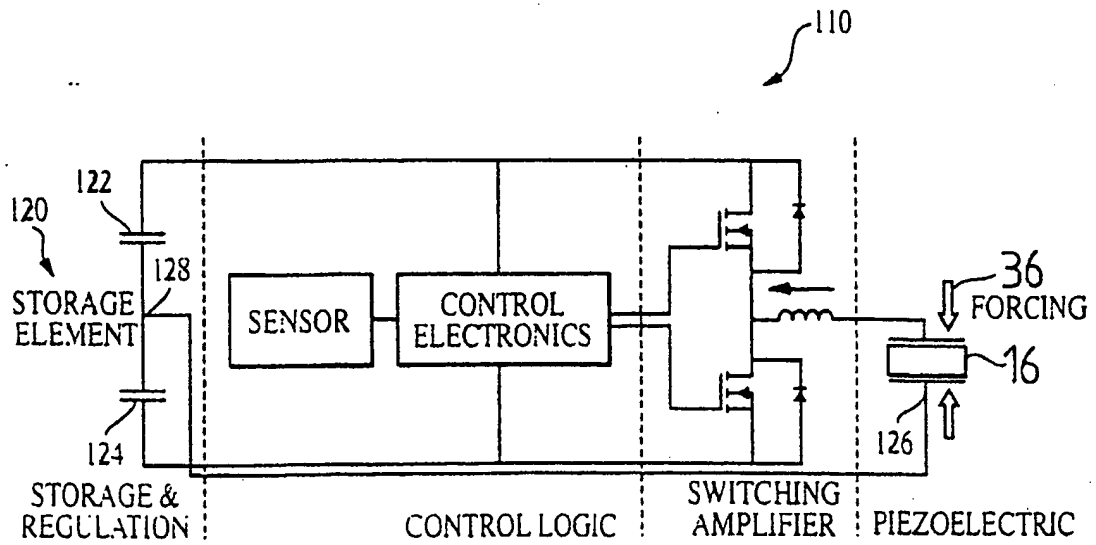 110
122
120
128
STORAGE
ELEMENT
124
SENSOR
CONTROL
ELECTRONICS
36
FORCING
16
126
STORAGE &
REGULATION
CONTROL LOGIC
SWITCHING
AMPLIFIER
PIEZOELECTRIC